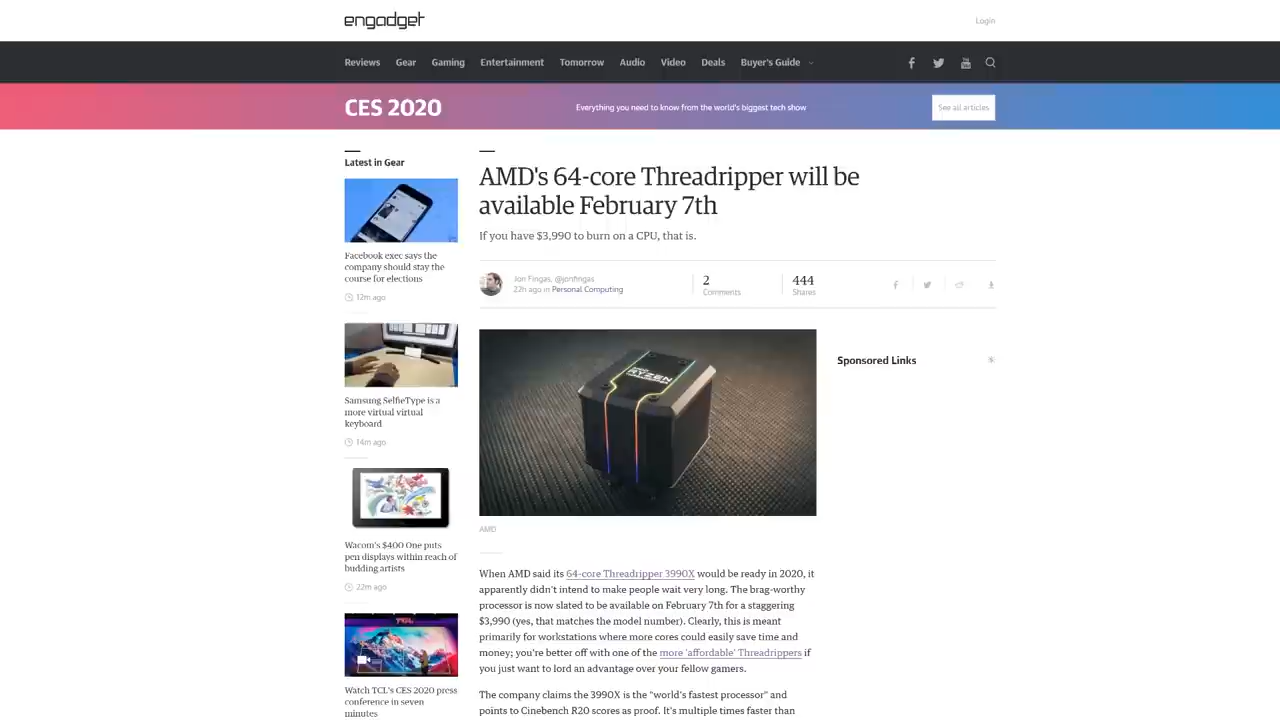 engadget
Login
Reviews Gear Gaming Entertainment Tomorrow Audio Video Deals Buyer's Guide
CES 2020
Everything you need to know from the world's biggest tech show
See all articles
Latest in Gear
Facebook exec says the
company should stay the
course for elections
12m ago
Samsung SelfieType is a
more virtual virtual
keyboard
14m ago
Wacom's $400 One puts
pen displays within reach of
budding artists
22m ago
Watch TCL's CES 2020 press
conference in seven
minutes
AMD's 64-core Threadripper will be
available February 7th
If you have $3,990 to burn on a CPU, that is.
Jon Fingas, @jonfingas
22h ago in Personal Computing
2
Comments
444
Shares
RYZEN
AMD
Sponsored Links
When AMD said its 64-core Threadripper 3990X would be ready in 2020, it
apparently didn't intend to make people wait very long. The brag-worthy
processor is now slated to be available on February 7th for a staggering
$3,990 (yes, that matches the model number). Clearly, this is meant
primarily for workstations where more cores could easily save time and
money; you're better off with one of the more 'affordable' Threadrippers if
you just want to lord an advantage over your fellow gamers.
The company claims the 3990X is the "world's fastest processor" and
points to Cinebench R20 scores as proof. It's multiple times faster than